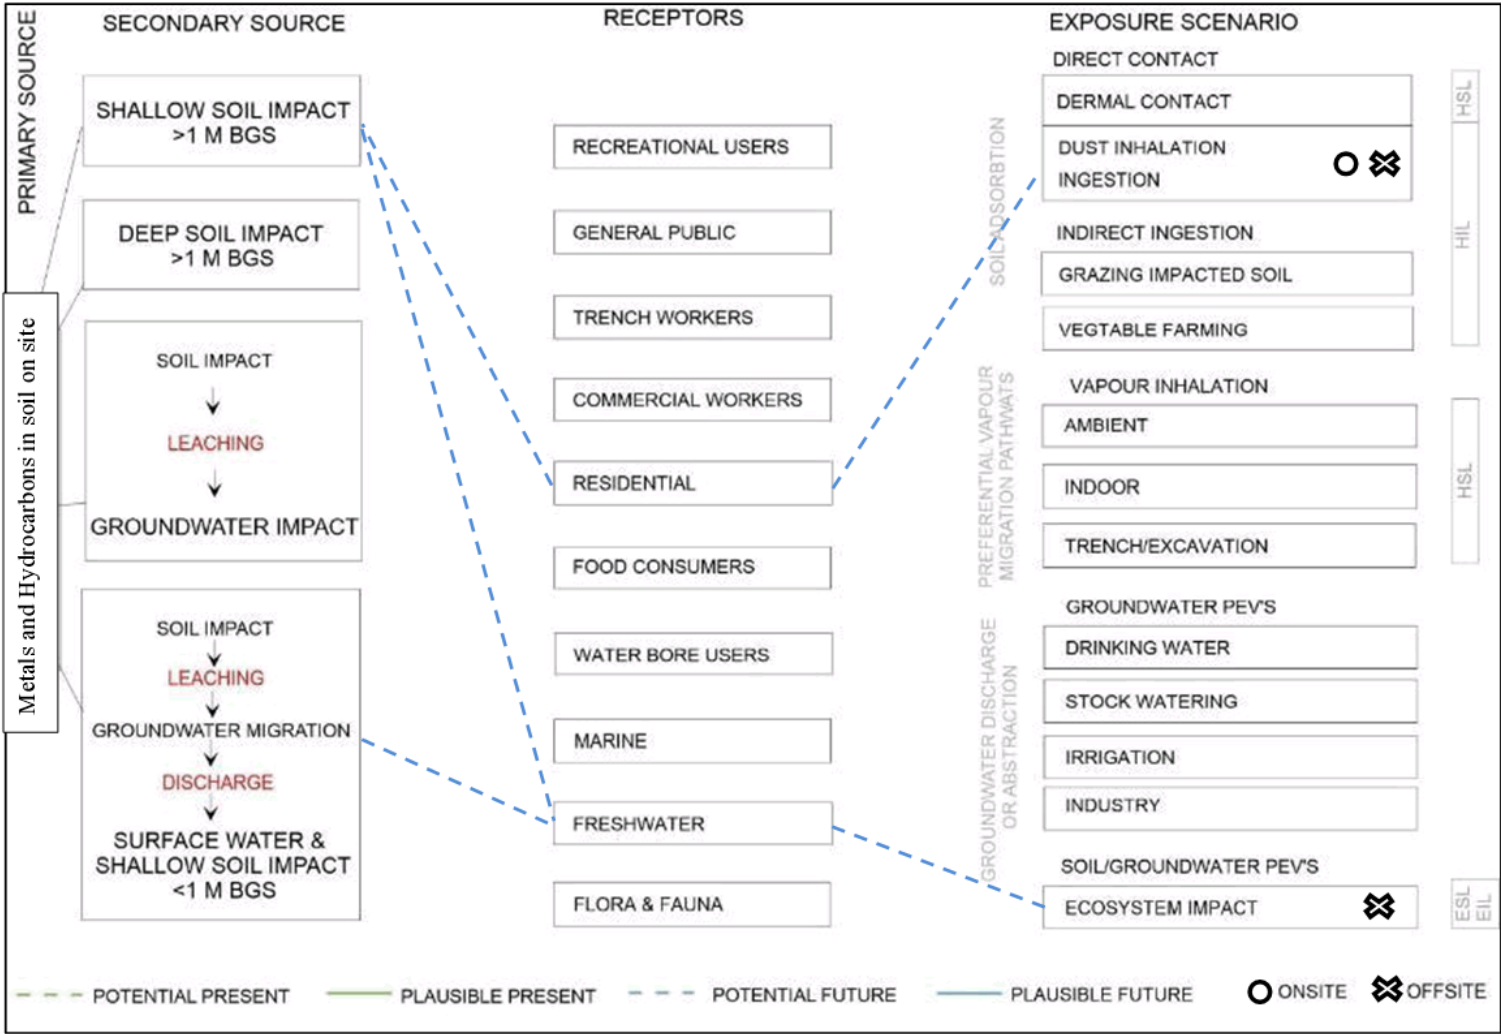 PRIMARY SOURCE
SECONDARY SOURCE
SHALLOW SOIL IMPACT
>1 M BGS
DEEP SOIL IMPACT
>1 M BGS
Metals and Hydrocarbons in soil on site
SOIL IMPACT
LEACHING
GROUNDWATER IMPACT
SOIL IMPACT
LEACHING
GROUNDWATER MIGRATION
DISCHARGE
SURFACE WATER &
SHALLOW SOIL IMPACT
<1 M BGS
RECEPTORS
RECREATIONAL USERS
GENERAL PUBLIC
TRENCH WORKERS
COMMERCIAL WORKERS
RESIDENTIAL
FOOD CONSUMERS
WATER BORE USERS
MARINE
FRESHWATER
FLORA & FAUNA
EXPOSURE SCENARIO
DIRECT CONTACT
DERMAL CONTACT
DUST INHALATION
INGESTION
SOIL ADSORBTION
INDIRECT INGESTION
GRAZING IMPACTED SOIL
VEGTABLE FARMING
PREFERENTIAL VAPOUR
MIGRATION PATHWATS
VAPOUR INHALATION
AMBIENT
INDOOR
TRENCH/EXCAVATION
GROUNDWATER DISCHARGE
OR ABSTRACTION
GROUNDWATER PEV'S
DRINKING WATER
STOCK WATERING
IRRIGATION
INDUSTRY
SOIL/GROUNDWATER PEV'S
ECOSYSTEM IMPACT
HSL
HIL
HSL
ESL
EIL
POTENTIAL PRESENT
PLAUSIBLE PRESENT
POTENTIAL FUTURE
PLAUSIBLE FUTURE
ONSITE
OFFSITE